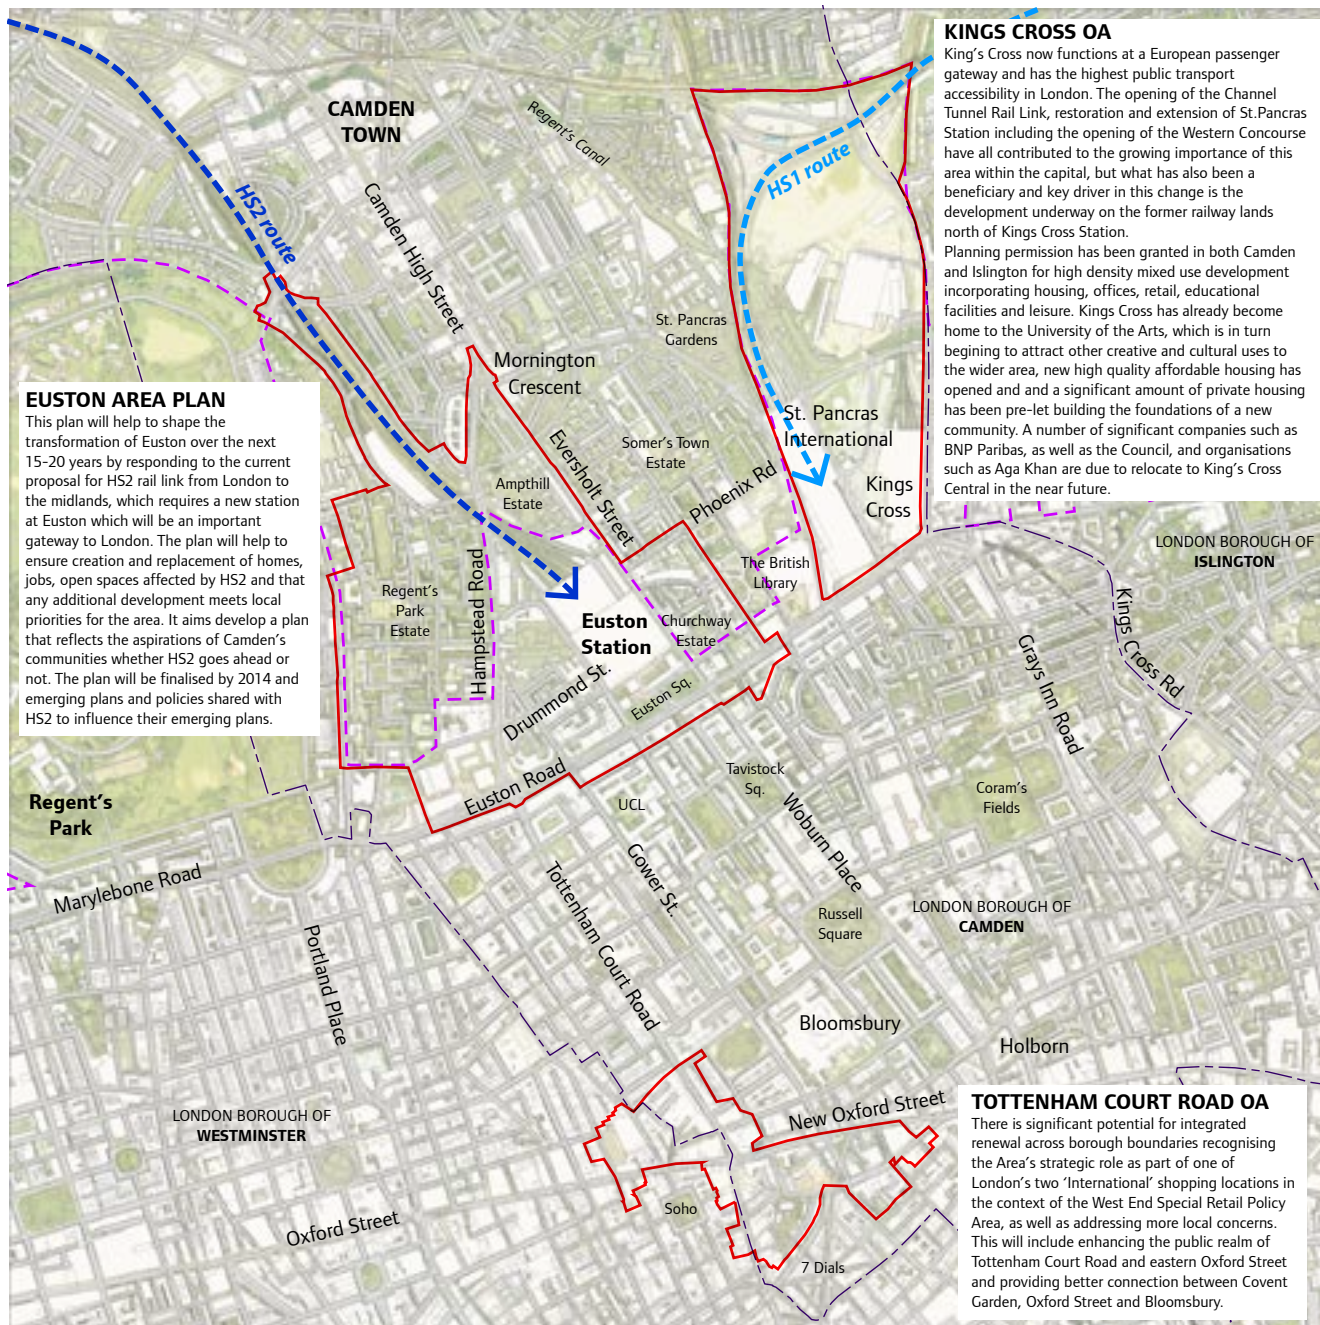 KINGS CROSS OA
King's Cross now functions at a European passenger
gateway and has the highest public transport
accessibility in London. The opening of the Channel
Tunnel Rail Link, restoration and extension of St.Pancras
Station including the opening of the Western Concourse
have all contributed to the growing importance of this
area within the capital, but what has also been a
beneficiary and key driver in this change is the
development underway on the former railway lands
north of Kings Cross Station.
Planning permission has been granted in both Camden
and Islington for high density mixed use development
incorporating housing, offices, retail, educational
facilities and leisure. Kings Cross has already become
home to the University of the Arts, which is in turn
begining to attract other creative and cultural uses to
the wider area, new high quality affordable housing has
opened and and a significant amount of private housing
has been pre-let building the foundations of a new
community. A number of significant companies such as
BNP Paribas, as well as the Council, and organisations
such as Aga Khan are due to relocate to King's Cross
Central in the near future.
CAMDEN
TOWN
Regent's Canal
HS1 route
HS2 route
Camden High Street
St. Pancras
Gardens
Mornington
Crescent
EUSTON AREA PLAN
This plan will help to shape the
transformation of Euston over the next
15-20 years by responding to the current
proposal for HS2 rail link from London to
the midlands, which requires a new station
at Euston which will be an important
gateway to London. The plan will help to
ensure creation and replacement of homes,
jobs, open spaces affected by HS2 and that
any additional development meets local
priorities for the area. It aims develop a plan
that reflects the aspirations of Camden's
communities whether HS2 goes ahead or
not. The plan will be finalised by 2014 and
emerging plans and policies shared with
HS2 to influence their emerging plans.
St. Pancras
International
Eversholt Street
Somer's Town
Estate
Phoenix Rd
Ampthill
Estate
Kings
Cross
LONDON BOROUGH OF
ISLINGTON
The British
Library
Regent's
Park
Estate
Hampstead Road
Euston
Station
Churchway
Estate
Kings Cross Rd
Grays Inn Road
Drummond St.
Euston Sq.
Euston Road
Tavistock
Sq.
Coram's
Fields
UCL
Woburn Place
Regent's
Park
Marylebone Road
Gower St.
Tottenham Court Road
Russell
Square
LONDON BOROUGH OF
CAMDEN
Portland Place
Bloomsbury
Holborn
LONDON BOROUGH OF
WESTMINSTER
New Oxford Street
Oxford Street
Soho
7 Dials
TOTTENHAM COURT ROAD OA
There is significant potential for integrated
renewal across borough boundaries recognising
the Area's strategic role as part of one of
London's two 'International' shopping locations in
the context of the West End Special Retail Policy
Area, as well as addressing more local concerns.
This will include enhancing the public realm of
Tottenham Court Road and eastern Oxford Street
and providing better connection between Covent
Garden, Oxford Street and Bloomsbury.